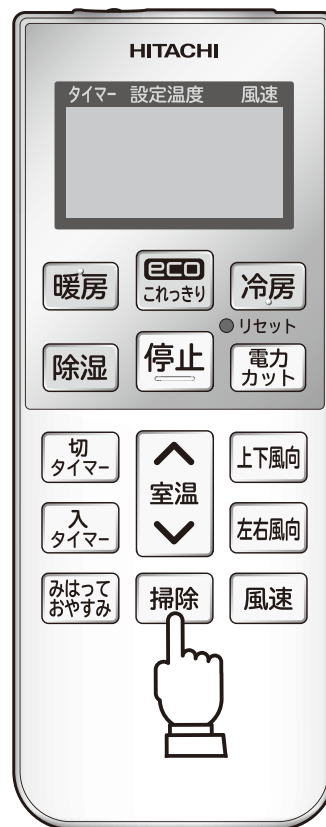 HITACHI
タイマー 設定温度 風速
暖房
eco
これっきり
冷房
リセット
除湿
停止
電力
カット
切
タイマー
室温
上下風向
入
タイマー
左右風向
みはって
おやすみ
掃除
風速